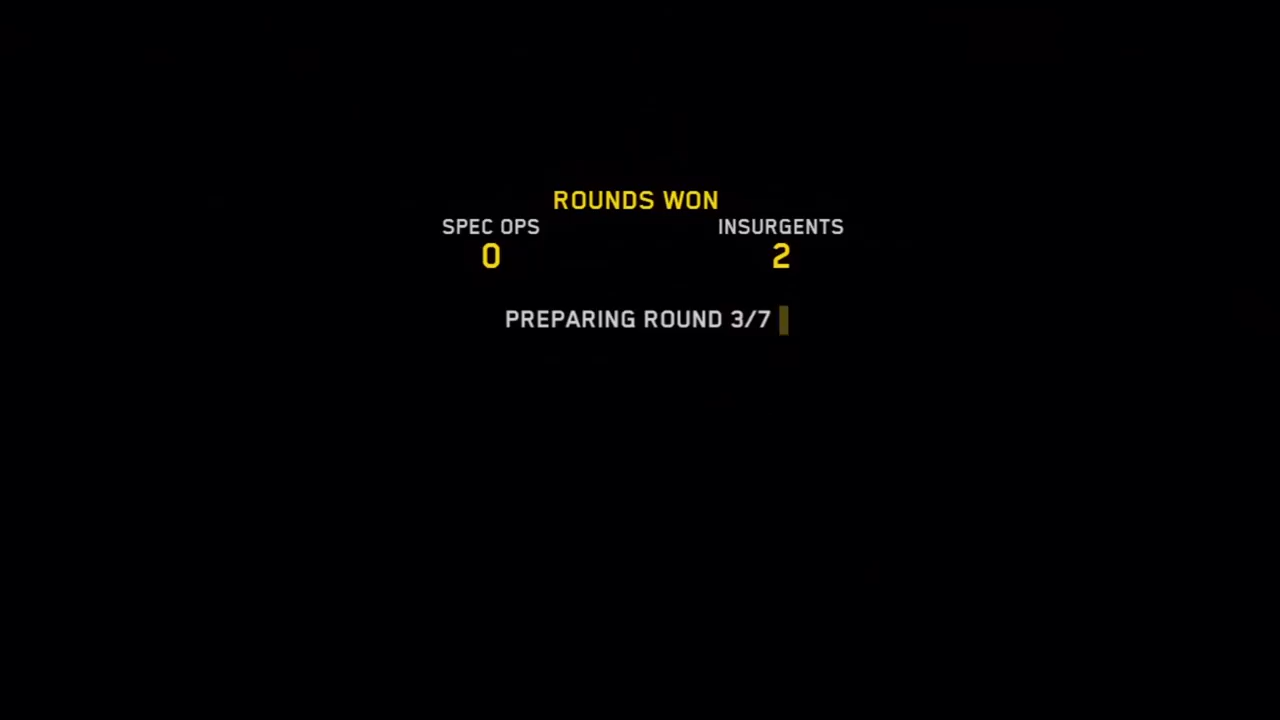 ROUNDS WON
SPEC OPS INSURGENTS
0 2
PREPARING ROUND 3/7